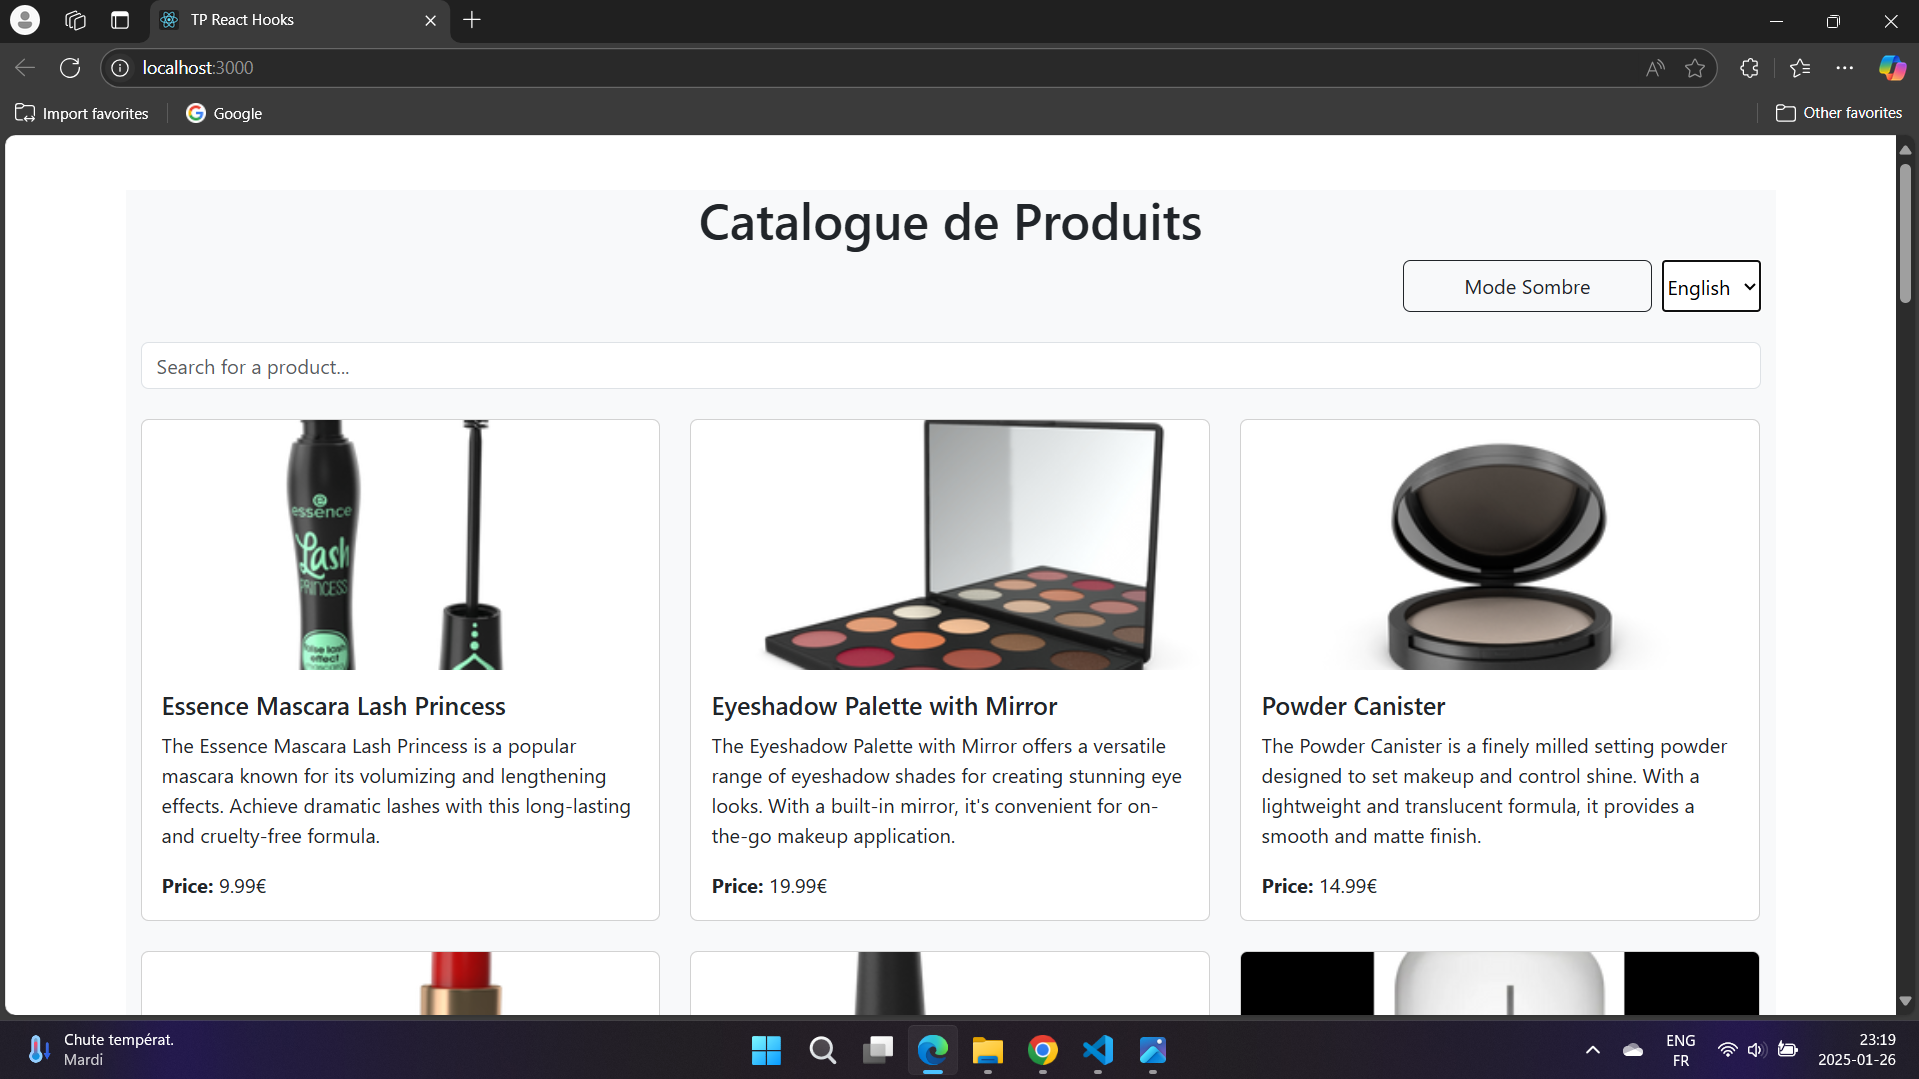 TP React Hooks
localhost:3000
Import favorites
Google
Other favorites
Catalogue de Produits
Mode Sombre
English
Search for a product...
essence
Lash
PRINCESS
false lash
effect
Essence Mascara Lash Princess
The Essence Mascara Lash Princess is a popular
mascara known for its volumizing and lengthening
effects. Achieve dramatic lashes with this long-lasting
and cruelty-free formula.
Price: 9.99€
Eyeshadow Palette with Mirror
The Eyeshadow Palette with Mirror offers a versatile
range of eyeshadow shades for creating stunning eye
looks. With a built-in mirror, it's convenient for on-
the-go makeup application.
Price: 19.99€
Powder Canister
The Powder Canister is a finely milled setting powder
designed to set makeup and control shine. With a
lightweight and translucent formula, it provides a
smooth and matte finish.
Price: 14.99€
Chute températ.
Mardi
ENG
FR
23:19
2025-01-26